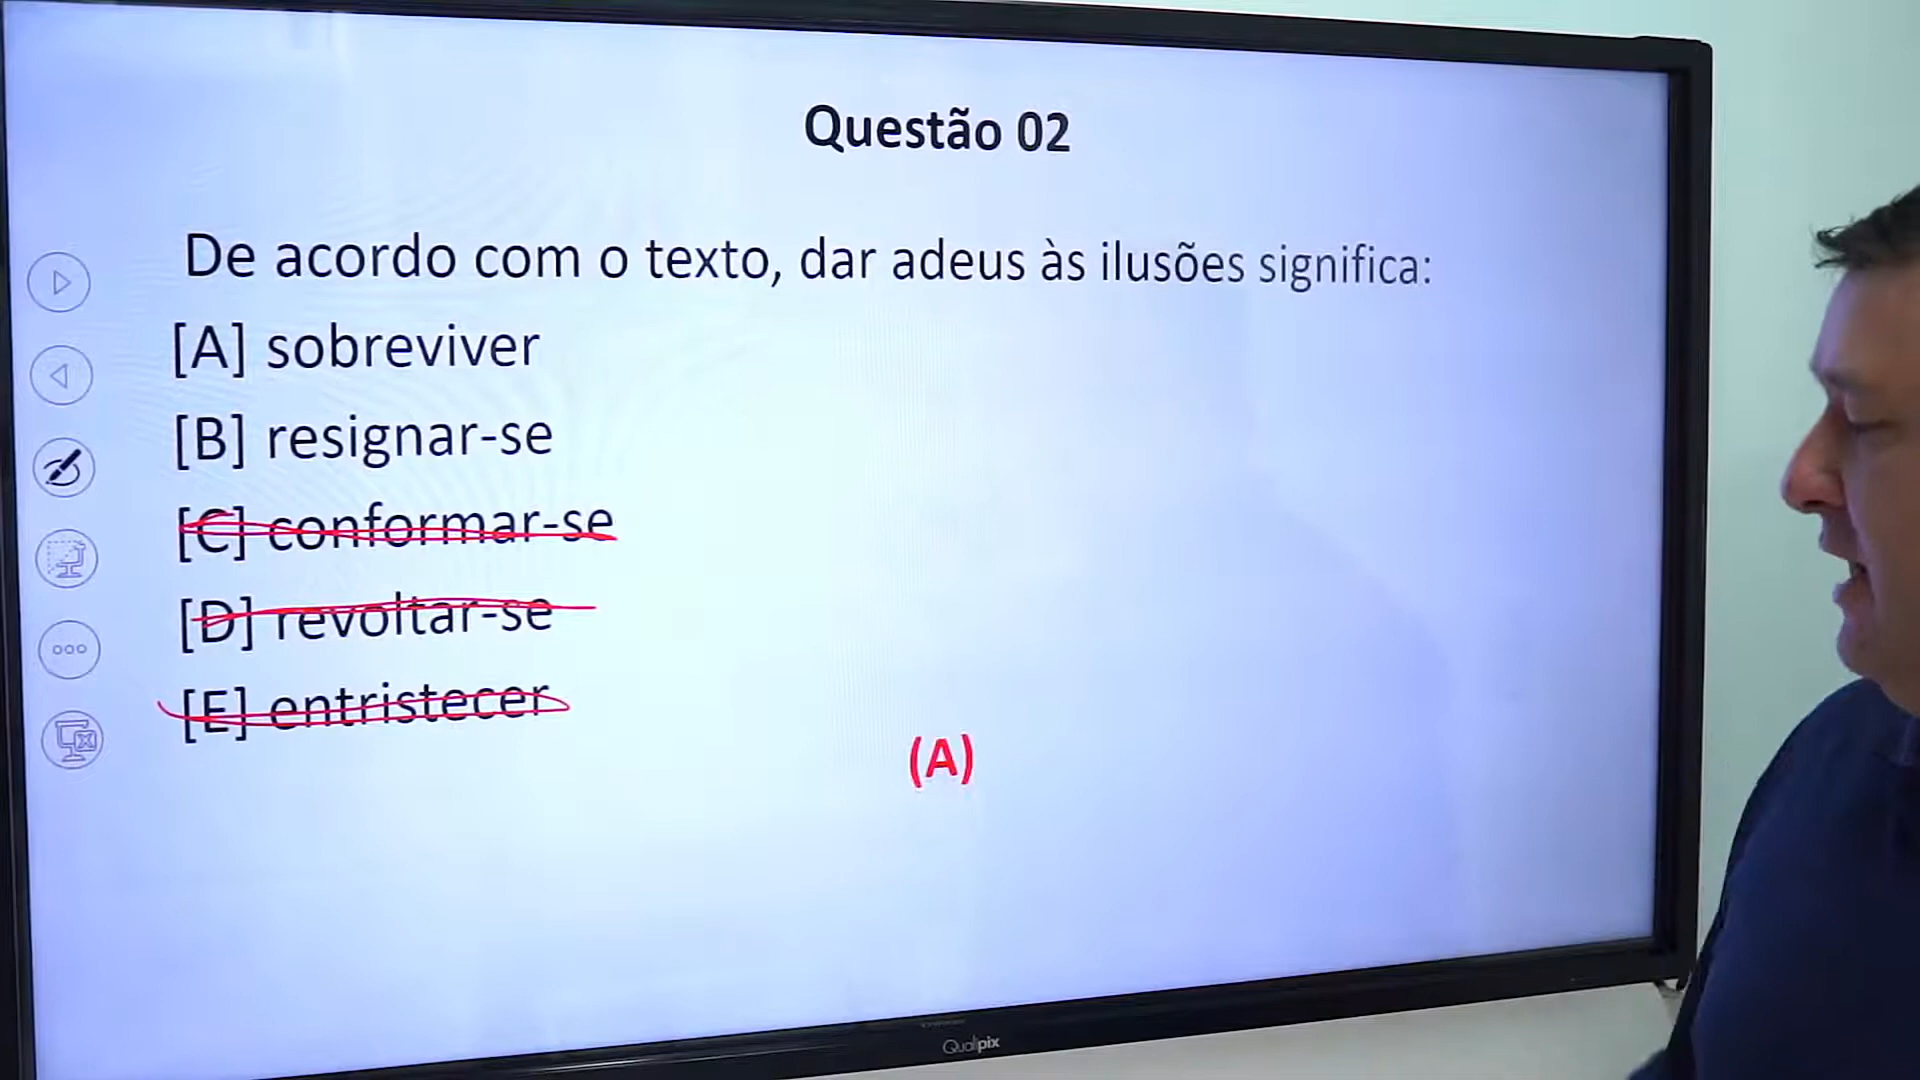 Questão 02
De acordo com o texto, dar adeus às ilusões significa:
[A] sobreviver
[B] resignar-se
[C] conformar-se
[D] revoltar-se
[E] entristecer
(A)
Qualipix